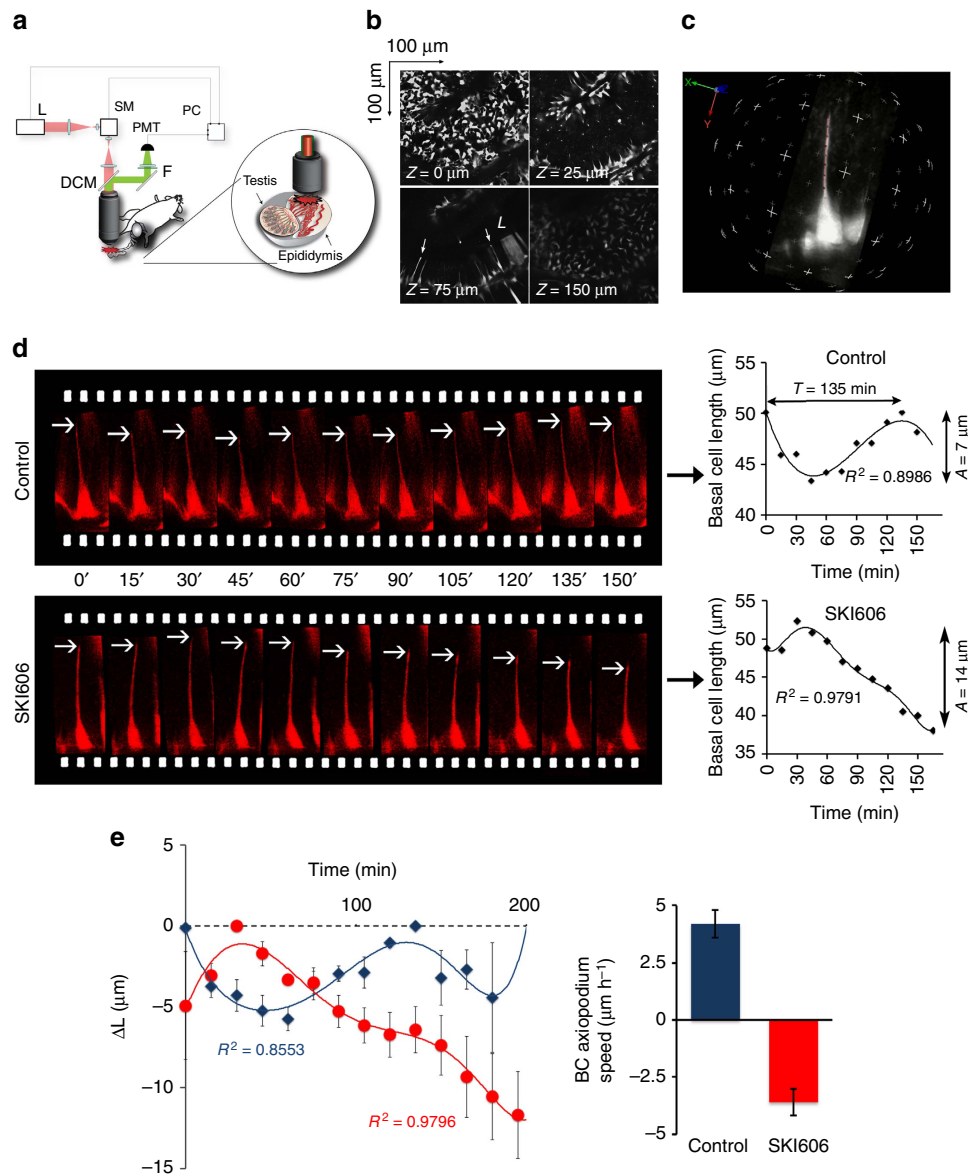 a
L
SM
PC
PMT
DCM
F
Testis
Epididymis
b
100 μm
100 μm
Z = 0 μm
Z = 25 μm
L
Z = 75 μm
Z = 150 μm
c
X
Y
d
Control
0′ 15′ 30′ 45′ 60′ 75′ 90′ 105′ 120′ 135′ 150′
SKI606
Control
Basal cell length (μm)
55
50
45
40
T = 135 min
A = 7 μm
R² = 0.8986
0 30 60 90 120 150
Time (min)
SKI606
Basal cell length (μm)
55
50
45
40
35
A = 14 μm
R² = 0.9791
0 30 60 90 120 150
Time (min)
e
Time (min)
ΔL (μm)
5
0
−5
−10
−15
100
200
R² = 0.8553
R² = 0.9796
BC axiopodium
speed (μm h⁻¹)
5
2.5
0
−2.5
−5
Control
SKI606